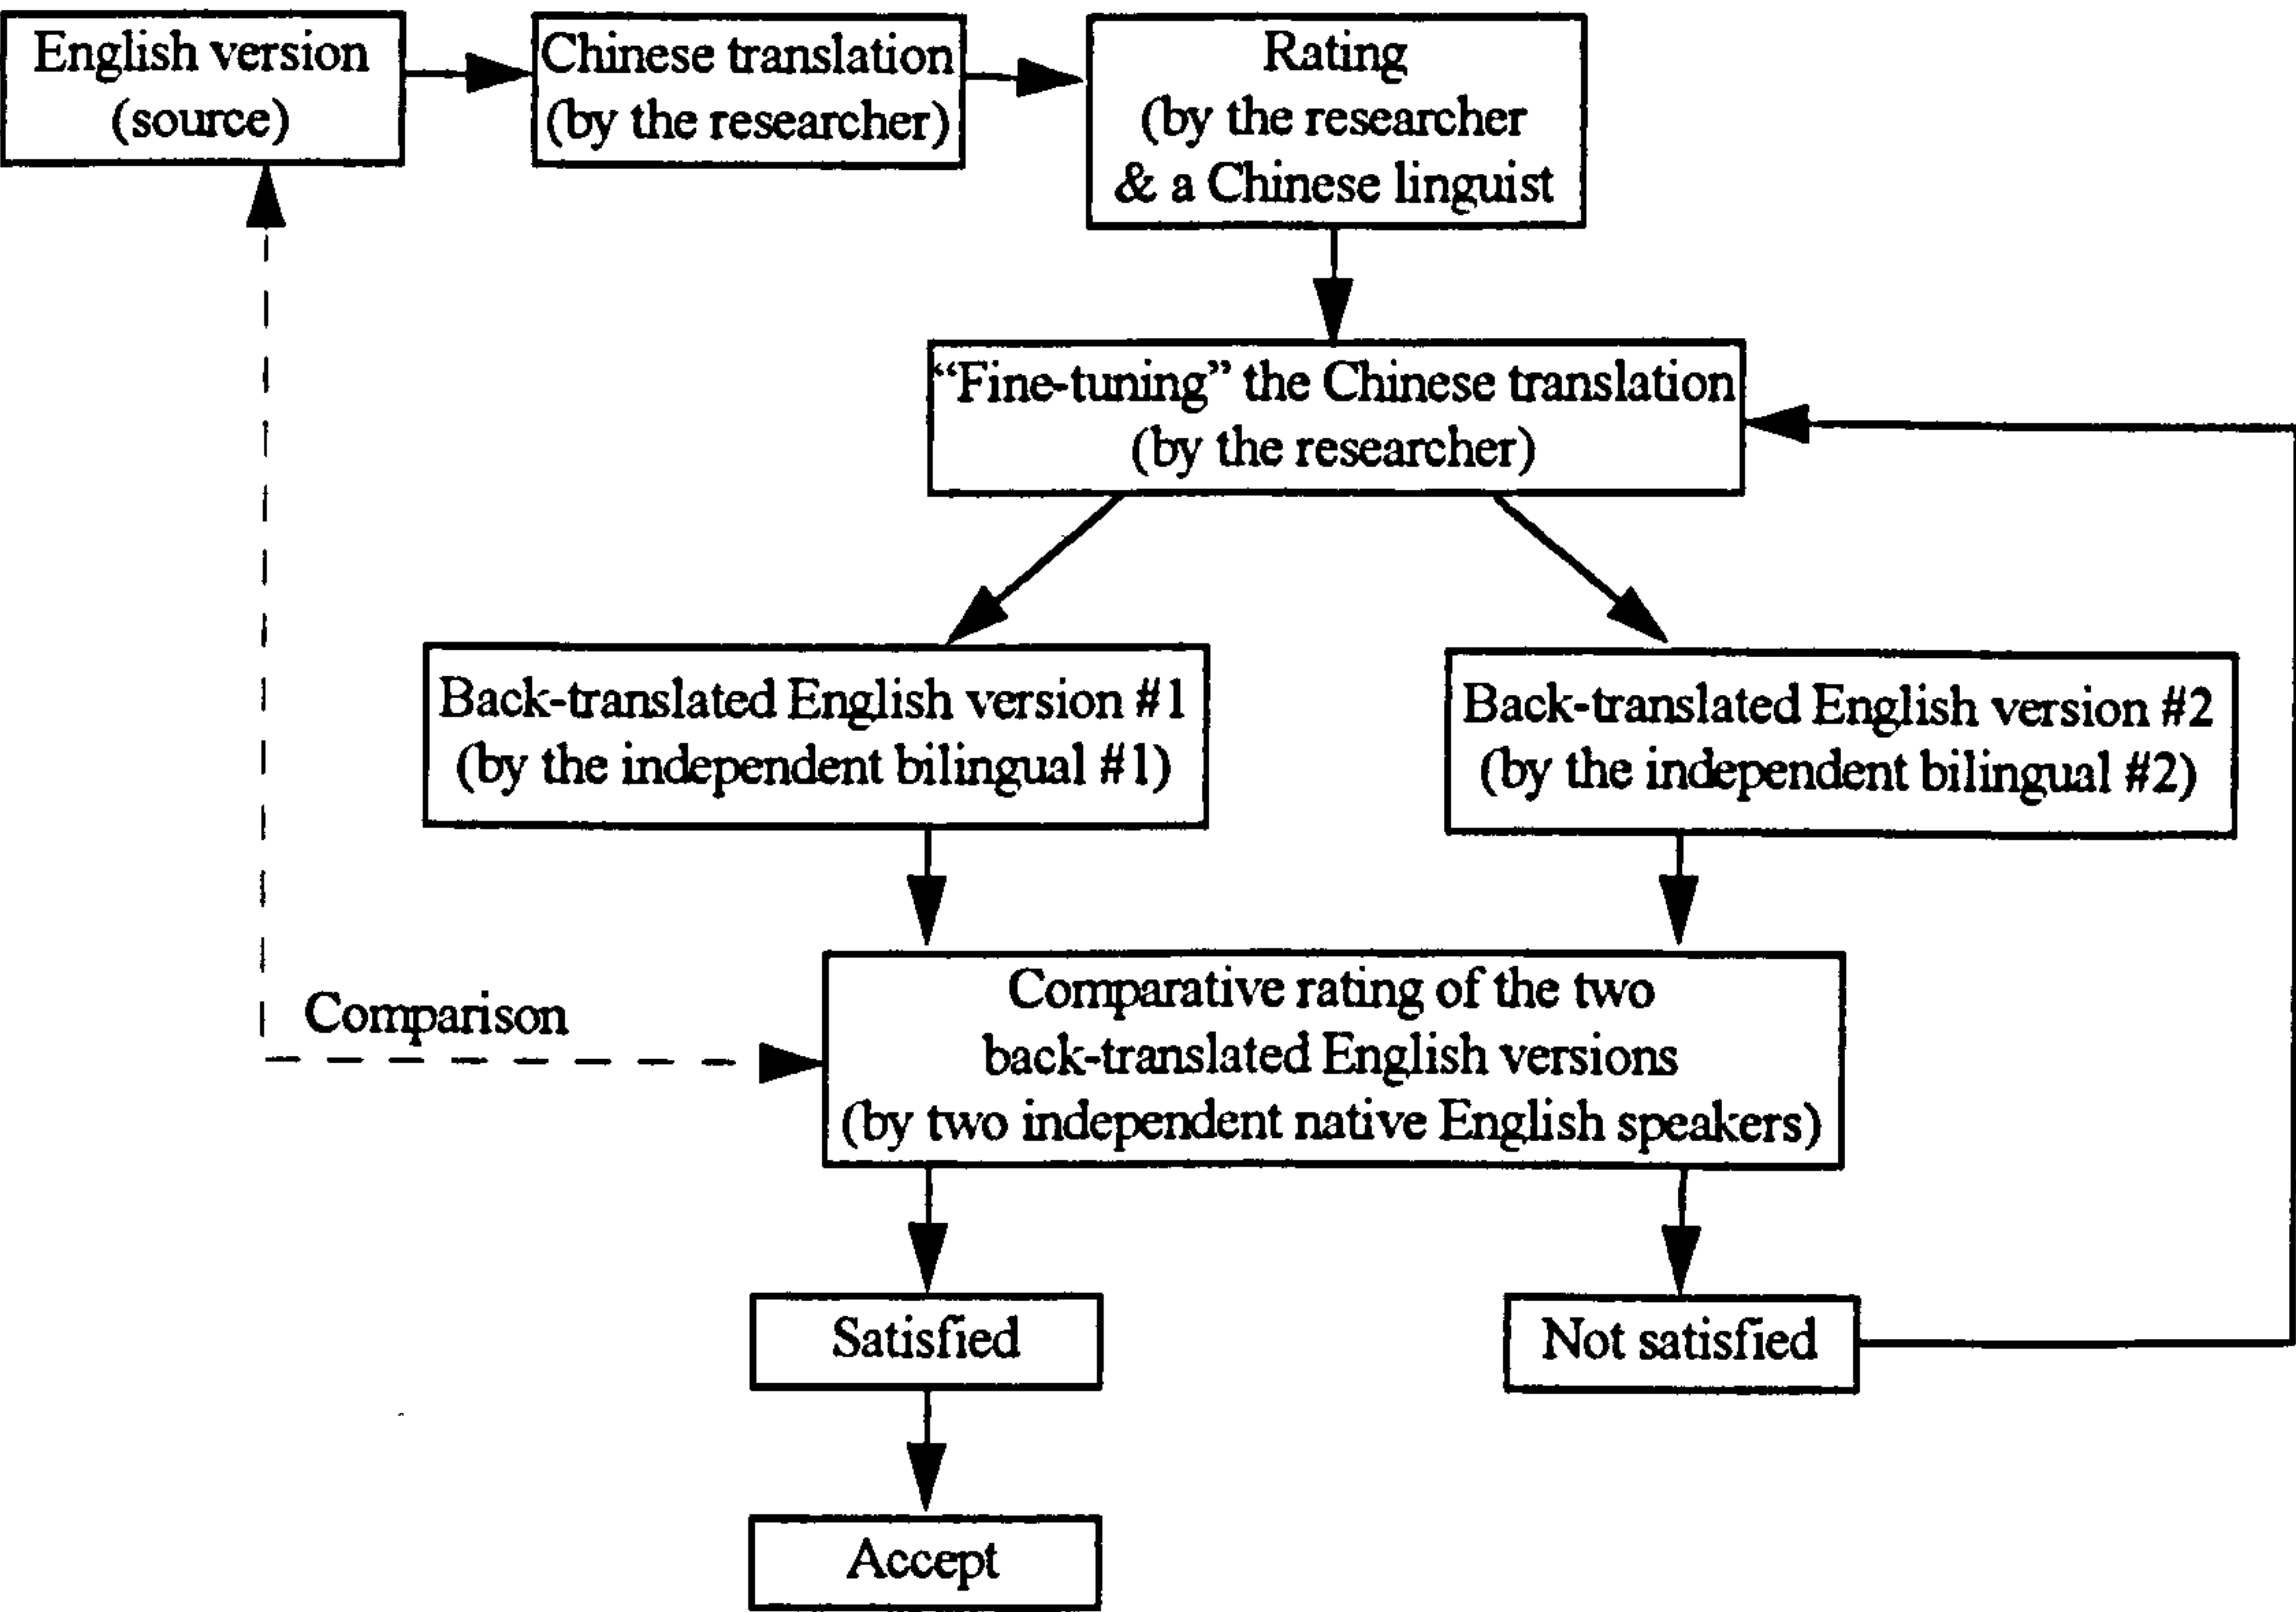 English version
(source)
Chinese translation
(by the researcher)
Rating
(by the researcher
& a Chinese linguist
“Fine-tuning” the Chinese translation
(by the researcher)
Back-translated English version #1
(by the independent bilingual #1)
Back-translated English version #2
(by the independent bilingual #2)
Comparison
Comparative rating of the two
back-translated English versions
(by two independent native English speakers)
Satisfied
Not satisfied
Accept